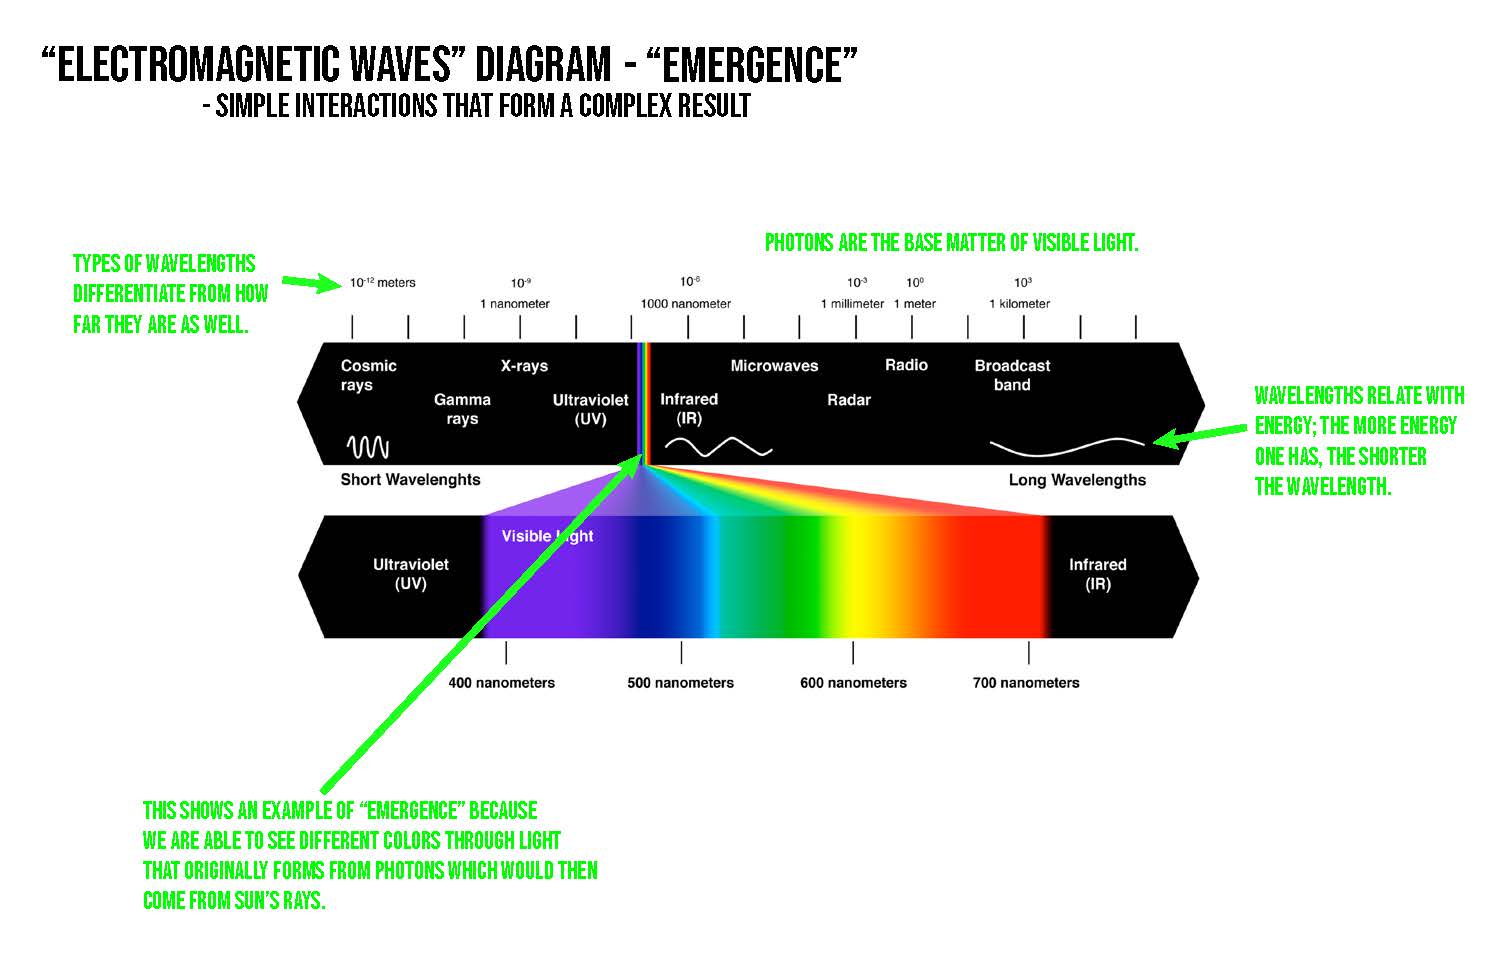 “ELECTROMAGNETIC WAVES” DIAGRAM - “EMERGENCE”
- SIMPLE INTERACTIONS THAT FORM A COMPLEX RESULT
PHOTONS ARE THE BASE MATTER OF VISIBLE LIGHT.
TYPES OF WAVELENGTHS
DIFFERENTIATE FROM HOW
FAR THEY ARE AS WELL.
10⁻¹² meters 10⁻⁹ 10⁻⁶ 10⁻³ 10⁰ 10³
1 nanometer 1000 nanometer 1 millimeter 1 meter 1 kilometer
Cosmic
rays
Gamma
rays
X-rays
Ultraviolet
(UV)
Infrared
(IR)
Microwaves
Radar
Radio
Broadcast
band
Short Wavelenghts
Long Wavelengths
WAVELENGTHS RELATE WITH
ENERGY; THE MORE ENERGY
ONE HAS, THE SHORTER
THE WAVELENGTH.
Visible Light
Ultraviolet
(UV)
Infrared
(IR)
400 nanometers 500 nanometers 600 nanometers 700 nanometers
THIS SHOWS AN EXAMPLE OF “EMERGENCE” BECAUSE
WE ARE ABLE TO SEE DIFFERENT COLORS THROUGH LIGHT
THAT ORIGINALLY FORMS FROM PHOTONS WHICH WOULD THEN
COME FROM SUN’S RAYS.